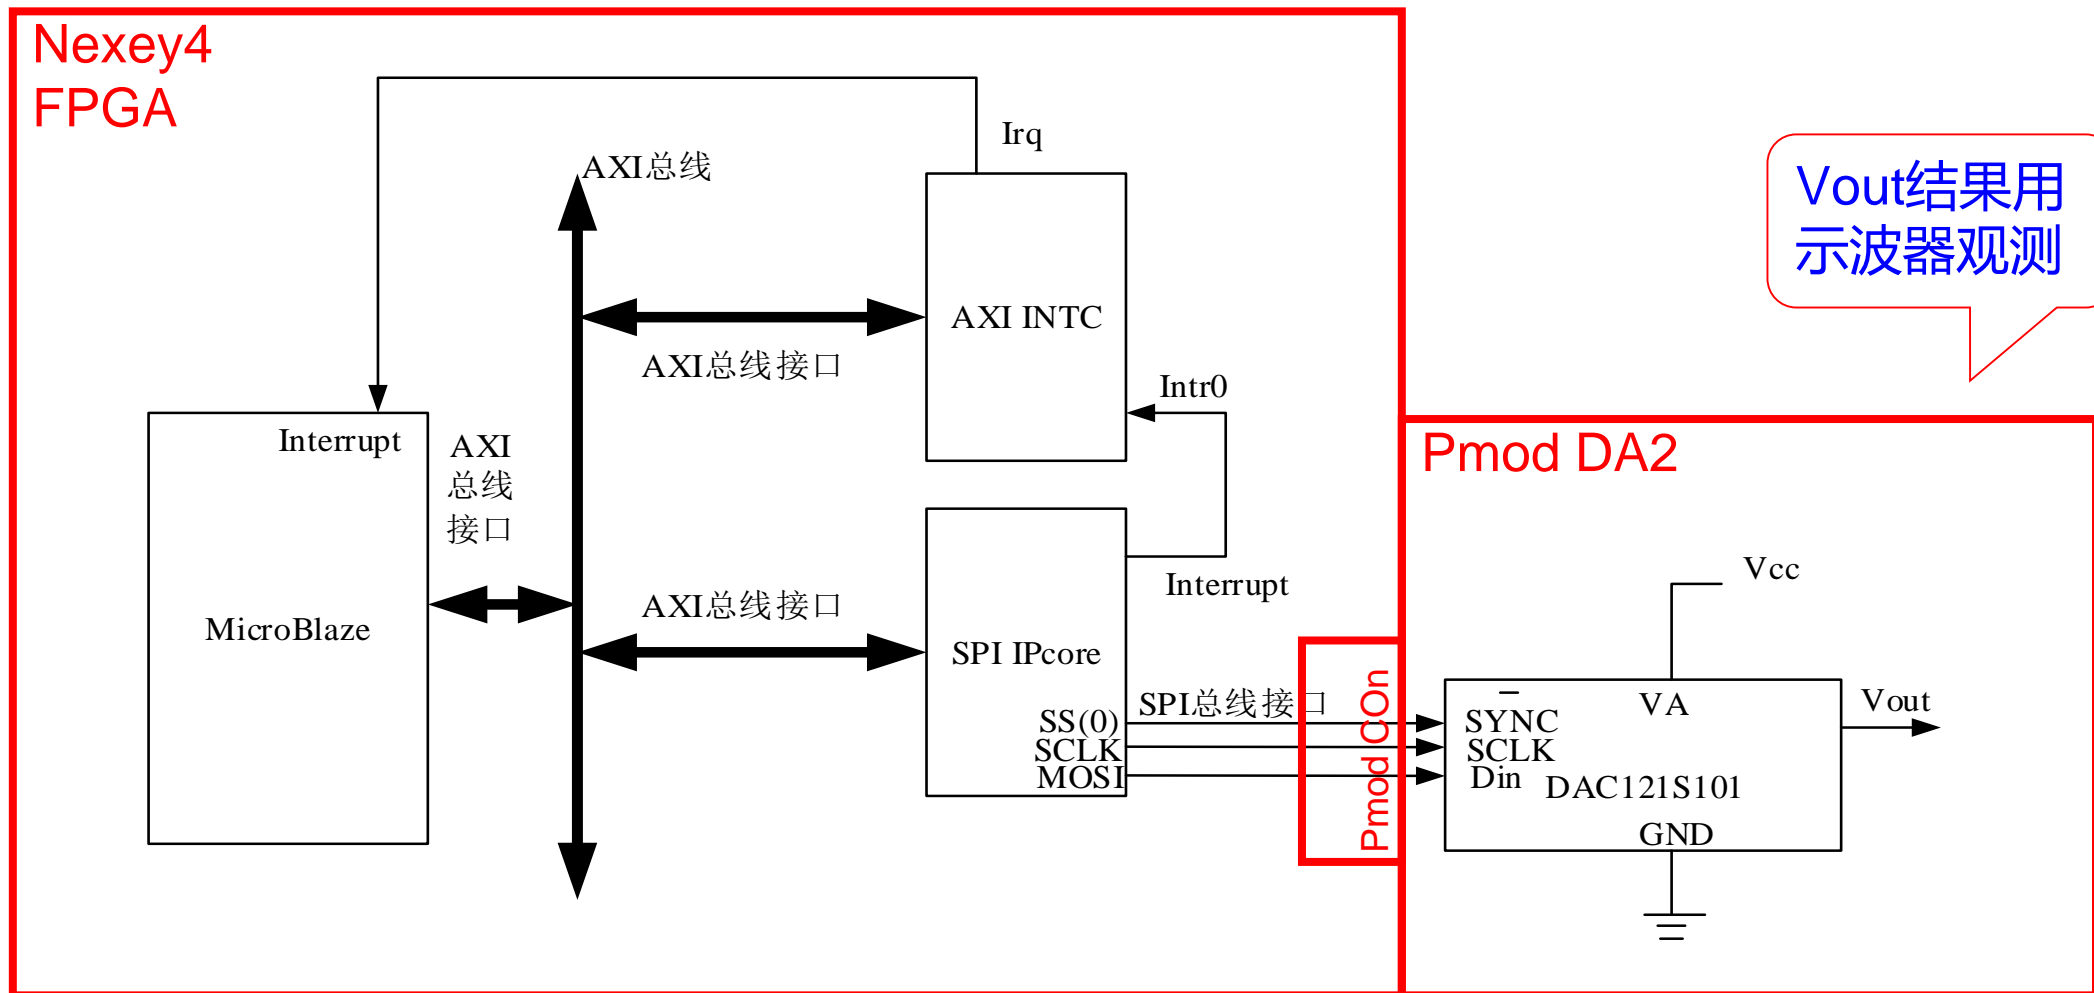 Nexey4
FPGA
Irq
AXI总线
Vout结果用
示波器观测
AXI INTC
AXI总线接口
Intr0
Interrupt
AXI
总线
接口
Pmod DA2
Vcc
Interrupt
AXI总线接口
MicroBlaze
SPI IPcore
SPI总线接口
Pmod COn
SS(0)
SCLK
MOSI
SYNC
SCLK
Din
VA
Vout
DAC121S101
GND